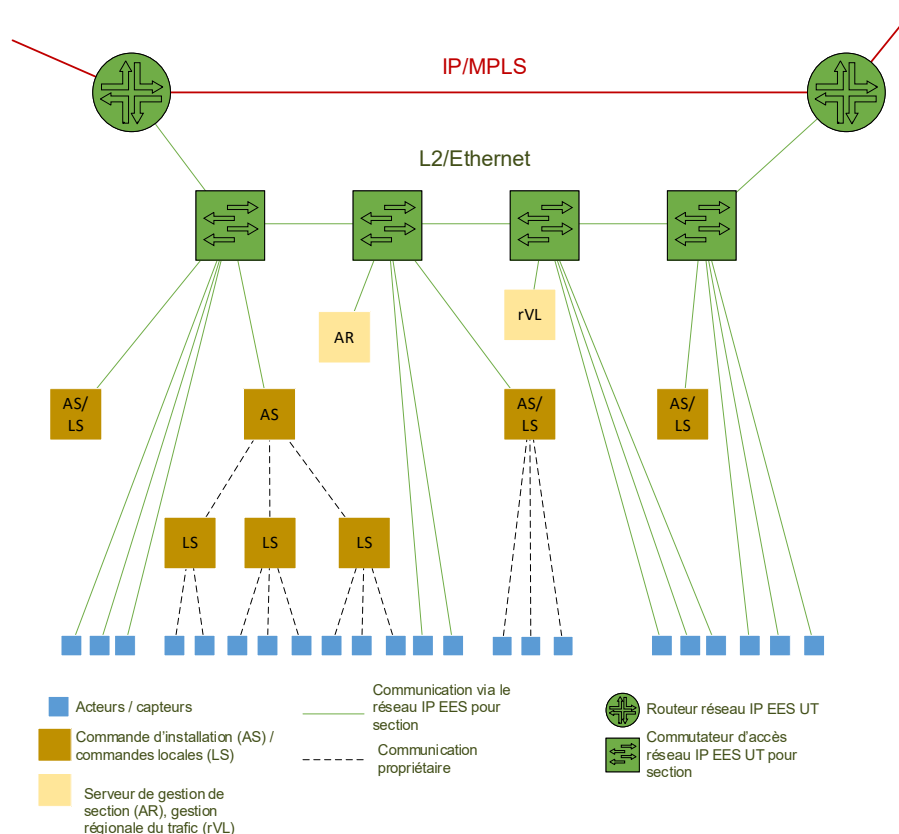 IP/MPLS
L2/Ethernet
AR
rVL
AS/
LS
AS
AS/
LS
AS/
LS
LS
LS
LS
Acteurs / capteurs
Commande d'installation (AS) /
commandes locales (LS)
Serveur de gestion de
section (AR), gestion
régionale du trafic (rVL)
Communication via le
réseau IP EES pour
section
Communication
propriétaire
Routeur réseau IP EES UT
Commutateur d'accès
réseau IP EES UT pour
section